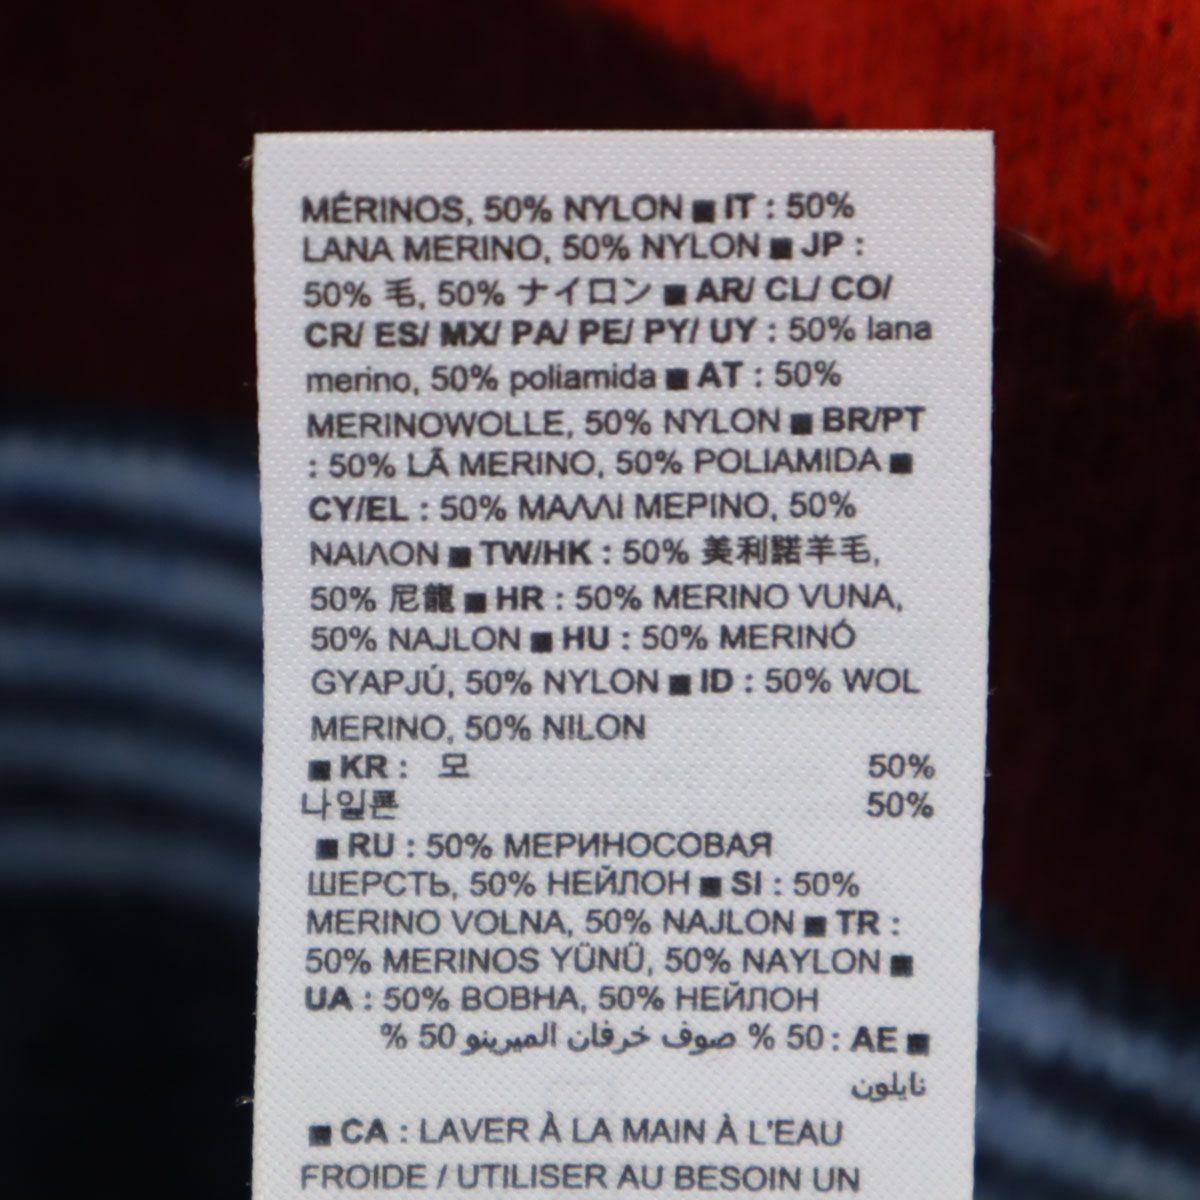 MÉRINOS, 50% NYLON ■ IT : 50%
LANA MERINO, 50% NYLON ■ JP :
50% 毛, 50% ナイロン ■ AR/ CL/ CO/
CR/ ES/ MX/ PA/ PE/ PY/ UY : 50% lana
merino, 50% poliamida ■ AT : 50%
MERINOWOLLE, 50% NYLON ■ BR/PT
: 50% LÃ MERINO, 50% POLIAMIDA ■
CY/EL : 50% ΜΑΛΛΙ ΜΕΡΙΝΟ, 50%
ΝΑΙΛΟΝ ■ TW/HK : 50% 美利諾羊毛,
50% 尼龍 ■ HR : 50% MERINO VUNA,
50% NAJLON ■ HU : 50% MERINÓ
GYAPJÚ, 50% NYLON ■ ID : 50% WOL
MERINO, 50% NILON
■ KR : 모 50%
나일론 50%
■ RU : 50% МЕРИНОСОВАЯ
ШЕРСТЬ, 50% НЕЙЛОН ■ SI : 50%
MERINO VOLNA, 50% NAJLON ■ TR :
50% MERINOS YÜNÜ, 50% NAYLON ■
UA : 50% ВОВНА, 50% НЕЙЛОН
■ AE : 50 % صوف خرفان الميرينو 50 %
نايلون
■ CA : LAVER À LA MAIN À L'EAU
FROIDE / UTILISER AU BESOIN UN